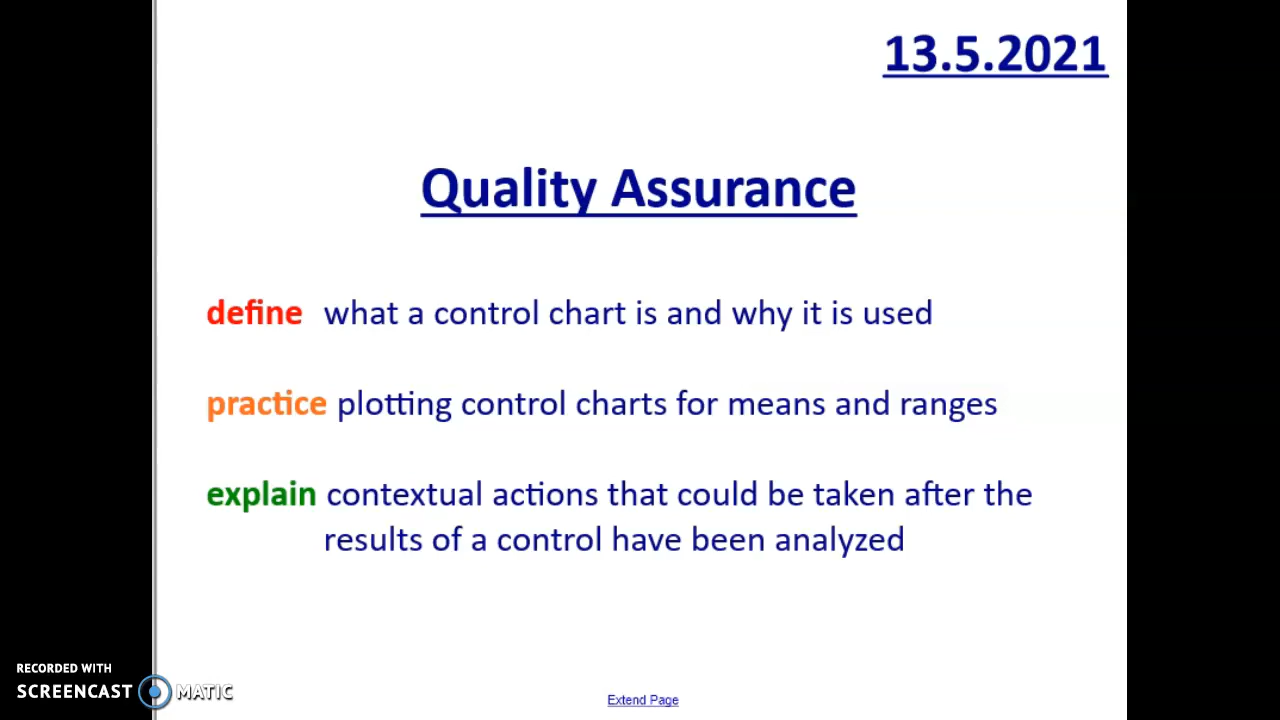 13.5.2021
Quality Assurance
define what a control chart is and why it is used
practice plotting control charts for means and ranges
explain contextual actions that could be taken after the
results of a control have been analyzed
RECORDED WITH
SCREENCAST MATIC
Extend Page